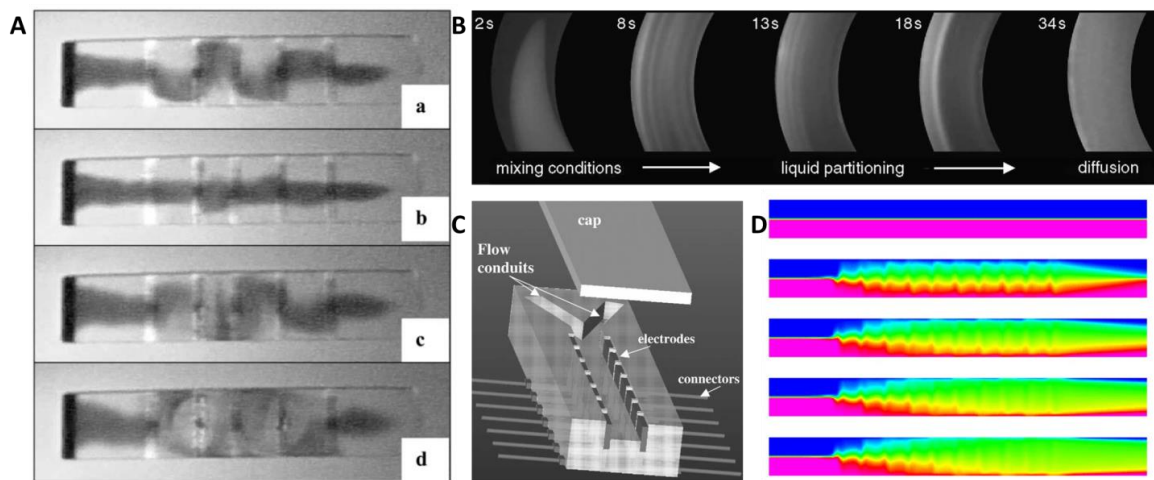 A
a
b
c
d
B
2s 8s 13s 18s 34s
mixing conditions liquid partitioning diffusion
C
cap
Flow
conduits
electrodes
connectors
D